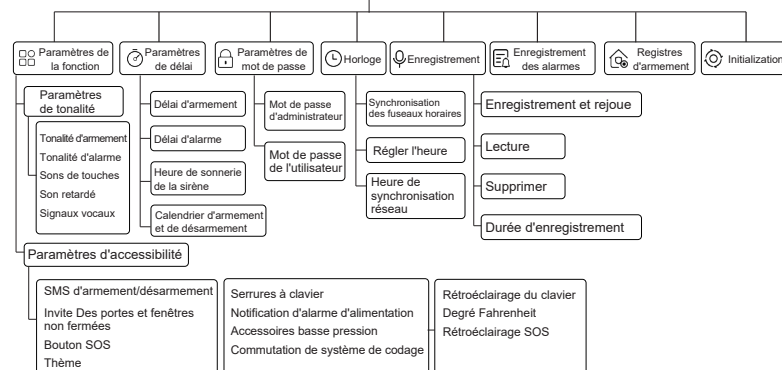 Paramètres de
la fonction
Paramètres
de délai
Paramètres de
mot de passe
Horloge
Enregistrement
Enregistrement
des alarmes
Registres
d'armement
Initialization
Paramètres
de tonalité
Tonalité d'armement
Tonalité d'alarme
Sons de touches
Son retardé
Signaux vocaux
Délai d'armement
Délai d'alarme
Heure de sonnerie
de la sirène
Calendrier d'armement
et de désarmement
Mot de passe
d'administrateur
Mot de passe
de l'utilisateur
Synchronisation
des fuseaux horaires
Régler l'heure
Heure de
synchronisation
réseau
Enregistrement et rejoue
Lecture
Supprimer
Durée d'enregistrement
Paramètres d'accessibilité
SMS d'armement/désarmement
Invite Des portes et fenêtres
non fermées
Bouton SOS
Thème
Serrures à clavier
Notification d'alarme d'alimentation
Accessoires basse pression
Commutation de système de codage
Rétroéclairage du clavier
Degré Fahrenheit
Rétroéclairage SOS